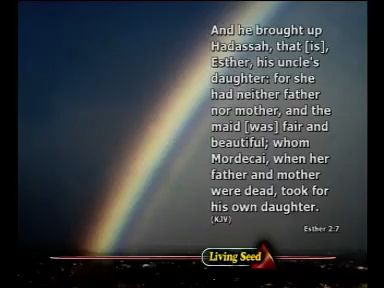 And he brought up
Hadassah, that [is],
Esther, his uncle's
daughter: for she
had neither father
nor mother, and the
maid [was] fair and
beautiful; whom
Mordecai, when her
father and mother
were dead, took for
his own daughter.
(KJV)
Esther 2:7
Living Seed